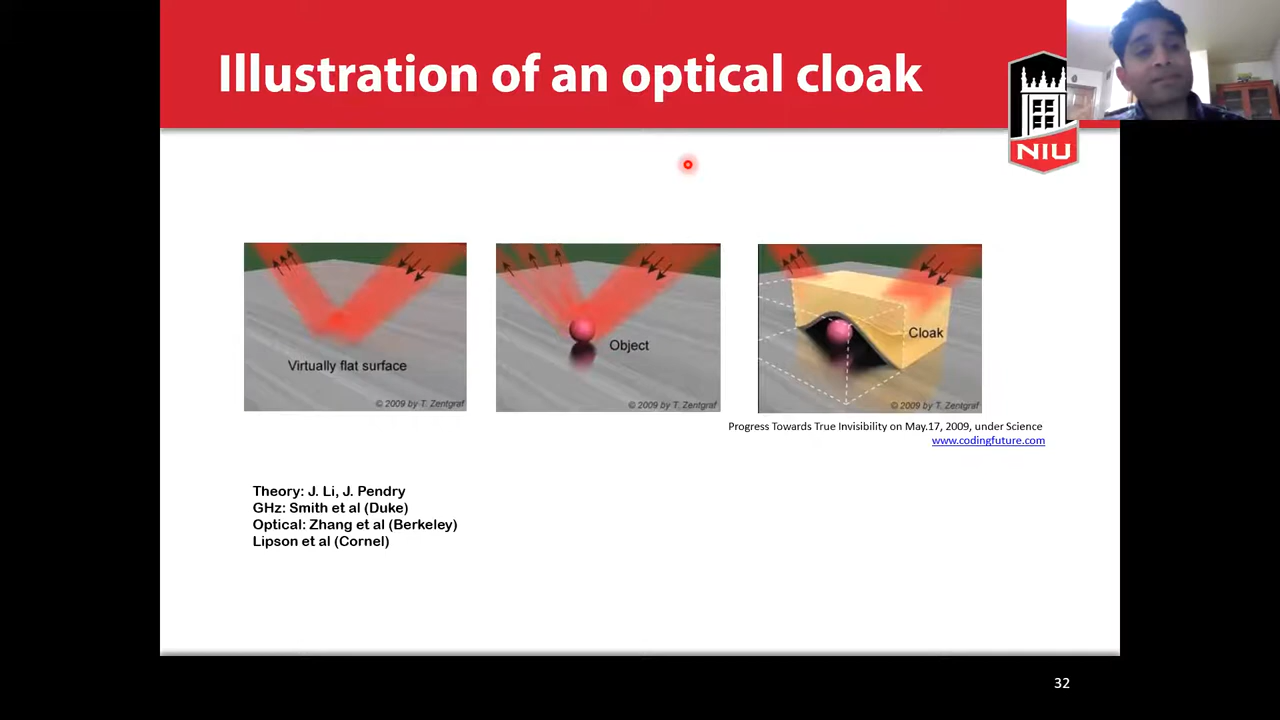 Illustration of an optical cloak
NIU
Virtually flat surface
© 2009 by T. Zentgraf
Object
© 2009 by T. Zentgraf
Cloak
© 2009 by T. Zentgraf
Progress Towards True Invisibility on May.17, 2009, under Science
www.codingfuture.com
Theory: J. Li, J. Pendry
GHz: Smith et al (Duke)
Optical: Zhang et al (Berkeley)
Lipson et al (Cornel)
32